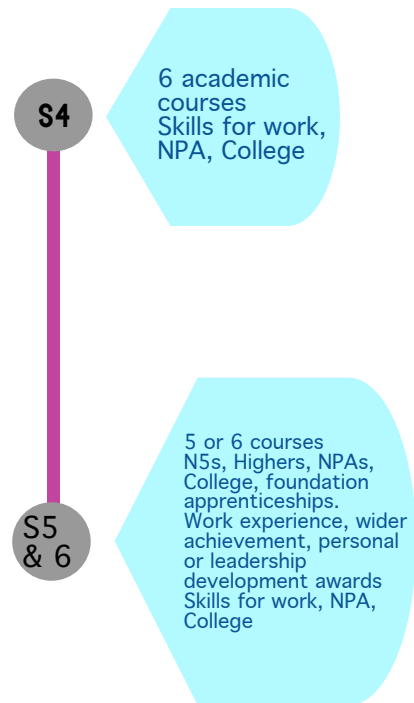 S4
6 academic
courses
Skills for work,
NPA, College
S5
& 6
5 or 6 courses
N5s, Highers, NPAs,
College, foundation
apprenticeships.
Work experience, wider
achievement, personal
or leadership
development awards
Skills for work, NPA,
College